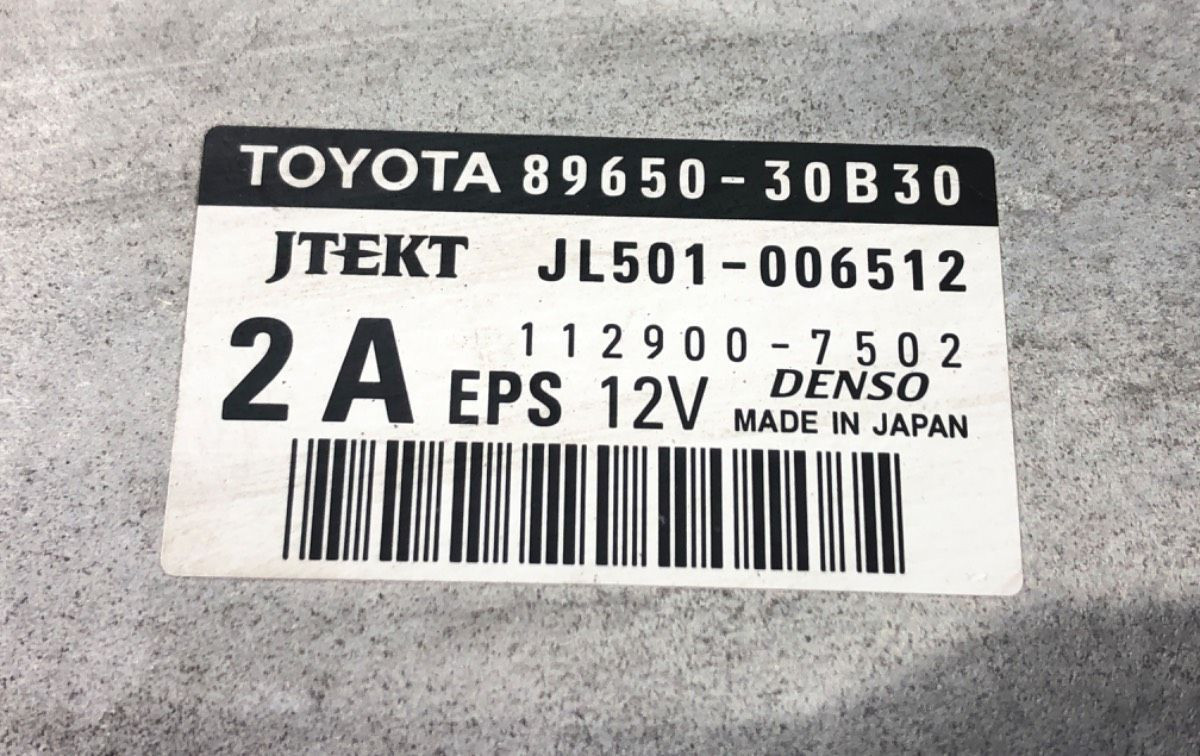 TOYOTA 89650-30B30
JTEKT JL501-006512
112900-7502
2A EPS 12V DENSO
MADE IN JAPAN